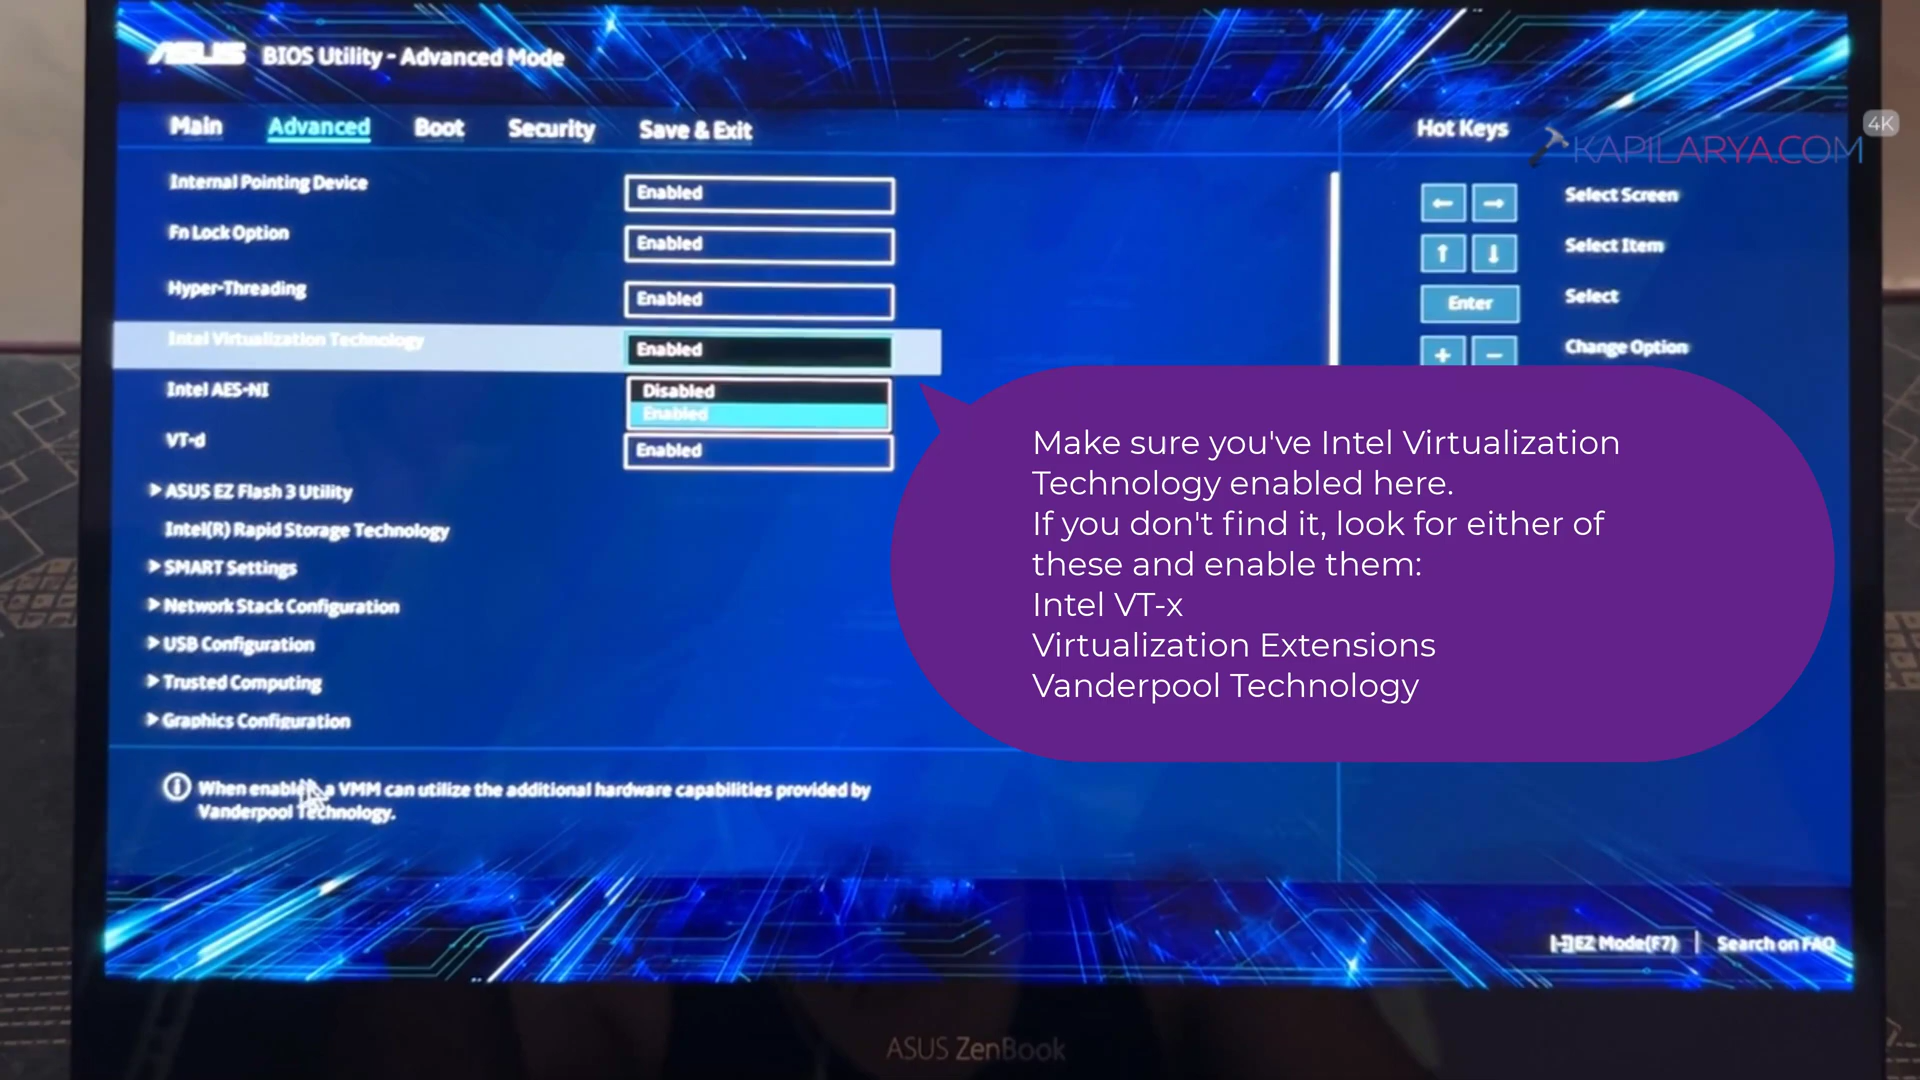 ASUS BIOS Utility - Advanced Mode
Main Advanced Boot Security Save & Exit
Hot Keys
4K
KAPILARYA.COM
Internal Pointing Device Enabled
Fn Lock Option Enabled
Hyper-Threading Enabled
Intel Virtualization Technology Enabled
Disabled
Enabled
Intel AES-NI
VT-d Enabled
ASUS EZ Flash 3 Utility
Intel(R) Rapid Storage Technology
SMART Settings
Network Stack Configuration
USB Configuration
Trusted Computing
Graphics Configuration
← → Select Screen
↑ ↓ Select Item
Enter Select
+ - Change Option
Make sure you've Intel Virtualization
Technology enabled here.
If you don't find it, look for either of
these and enable them:
Intel VT-x
Virtualization Extensions
Vanderpool Technology
When a VMM can utilize the additional hardware capabilities provided by
Vanderpool Technology.
EZ Mode(F7) | Search on FAQ
ASUS ZenBook